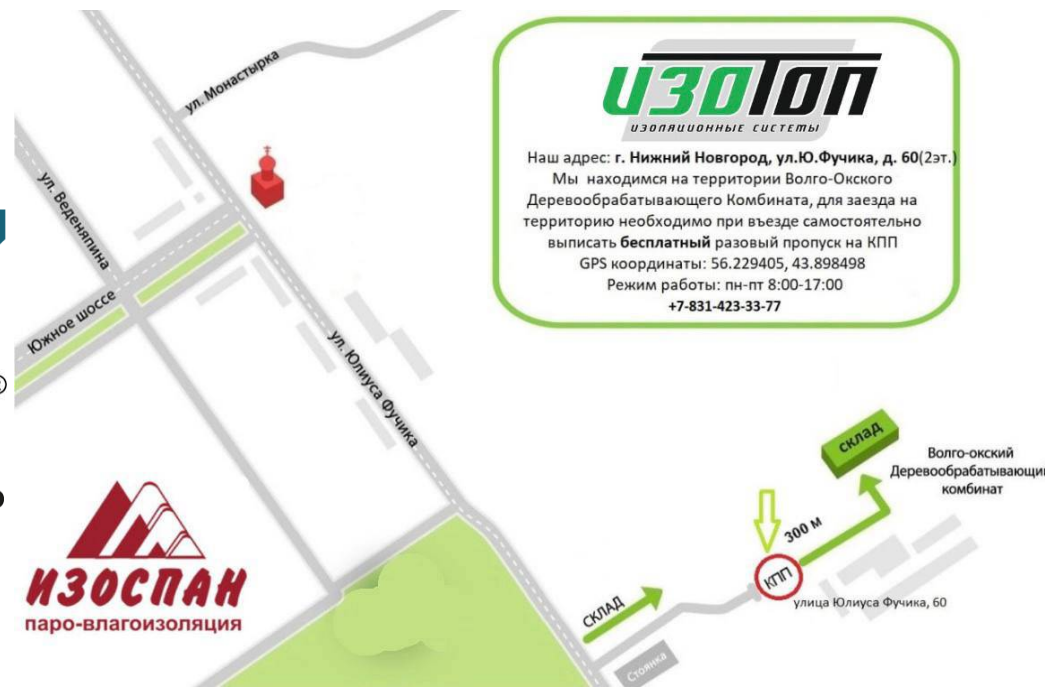 ул. Монастырка
ул. Веденяпина
Южное шоссе
ул. Юлиуса Фучика
ИЗОТОП
ИЗОЛЯЦИОННЫЕ СИСТЕМЫ
Наш адрес: г. Нижний Новгород, ул.Ю.Фучика, д. 60(2эт.)
Мы находимся на территории Волго-Окского
Деревообрабатывающего Комбината, для заезда на
территорию необходимо при въезде самостоятельно
выписать бесплатный разовый пропуск на КПП
GPS координаты: 56.229405, 43.898498
Режим работы: пн-пт 8:00-17:00
+7-831-423-33-77
склад
Волго-окский
Деревообрабатывающий
комбинат
300 м
КПП
улица Юлиуса Фучика, 60
СКЛАД
Стоянка
ИЗОСПАН
паро-влагоизоляция